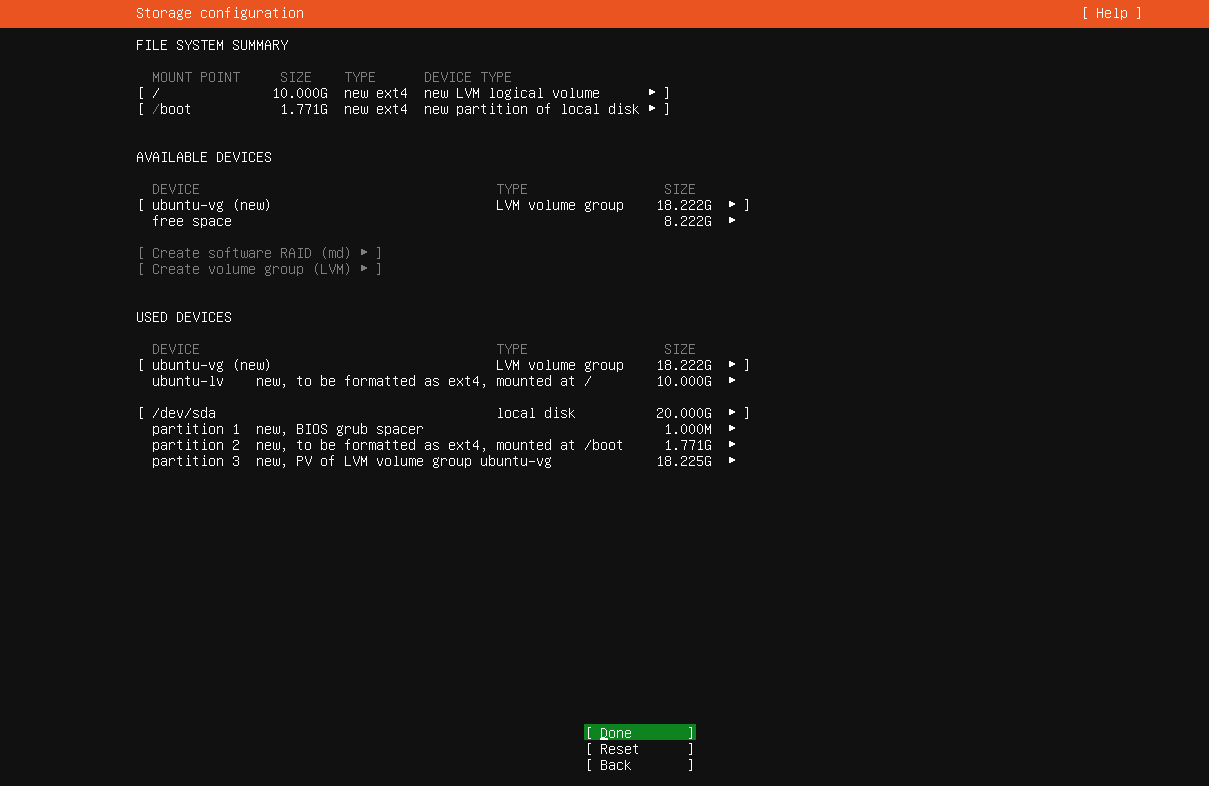 Storage configuration [ Help ]
FILE SYSTEM SUMMARY
MOUNT POINT SIZE TYPE DEVICE TYPE
[ / 10.000G new ext4 new LVM logical volume ▸ ]
[ /boot 1.771G new ext4 new partition of local disk ▸ ]
AVAILABLE DEVICES
DEVICE TYPE SIZE
[ ubuntu-vg (new) LVM volume group 18.222G ▸ ]
free space 8.222G ▸
[ Create software RAID (md) ▸ ]
[ Create volume group (LVM) ▸ ]
USED DEVICES
DEVICE TYPE SIZE
[ ubuntu-vg (new) LVM volume group 18.222G ▸ ]
ubuntu-lv new, to be formatted as ext4, mounted at / 10.000G ▸
[ /dev/sda local disk 20.000G ▸ ]
partition 1 new, BIOS grub spacer 1.000M ▸
partition 2 new, to be formatted as ext4, mounted at /boot 1.771G ▸
partition 3 new, PV of LVM volume group ubuntu-vg 18.225G ▸
[ Done ]
[ Reset ]
[ Back ]